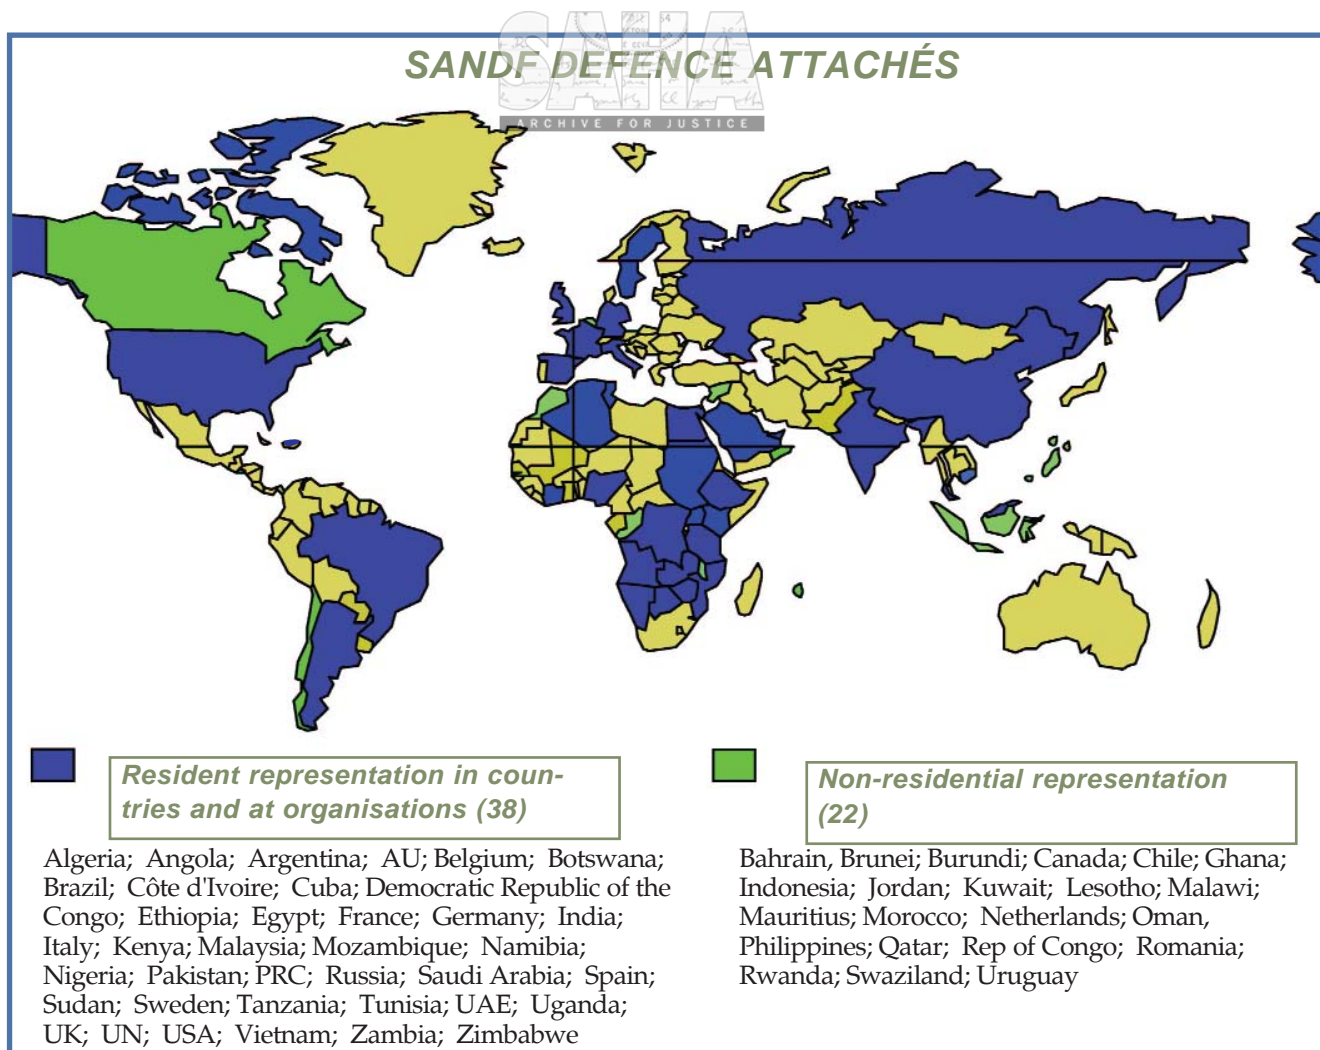 SAHA
SANDF DEFENCE ATTACHÉS
ARCHIVE FOR JUSTICE
Resident representation in coun-
tries and at organisations (38)
Algeria; Angola; Argentina; AU; Belgium; Botswana;
Brazil; Côte d'Ivoire; Cuba; Democratic Republic of the
Congo; Ethiopia; Egypt; France; Germany; India;
Italy; Kenya; Malaysia; Mozambique; Namibia;
Nigeria; Pakistan; PRC; Russia; Saudi Arabia; Spain;
Sudan; Sweden; Tanzania; Tunisia; UAE; Uganda;
UK; UN; USA; Vietnam; Zambia; Zimbabwe
Non-residential representation
(22)
Bahrain, Brunei; Burundi; Canada; Chile; Ghana;
Indonesia; Jordan; Kuwait; Lesotho; Malawi;
Mauritius; Morocco; Netherlands; Oman,
Philippines; Qatar; Rep of Congo; Romania;
Rwanda; Swaziland; Uruguay